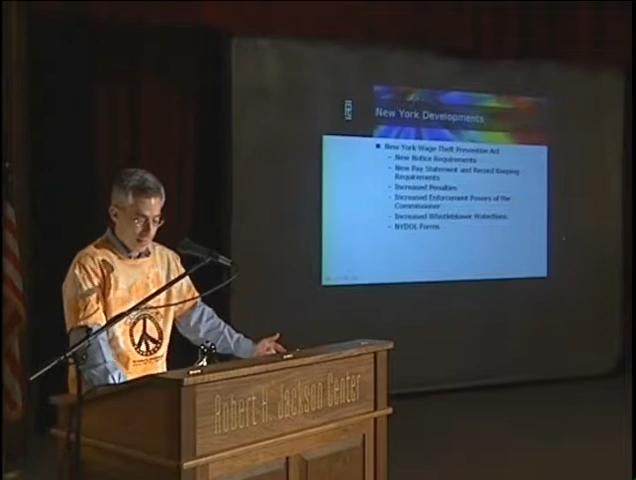 New York Developments
■ New York Wage Theft Prevention Act
– New Notice Requirements
– New Pay Statement and Record Keeping
Requirements
– Increased Penalties
– Increased Enforcement Powers of the
Commissioner
– Increased Whistleblower
– NYDOL Forms
Robert H. Jackson Center